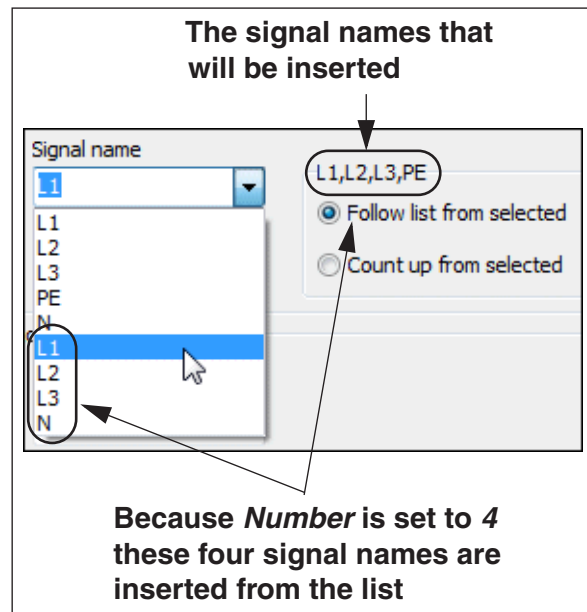 The signal names that
will be inserted
Signal name
L1
L1,L2,L3,PE
Follow list from selected
Count up from selected
L1
L2
L3
PE
N
L1
L2
L3
N
Because Number is set to 4
these four signal names are
inserted from the list